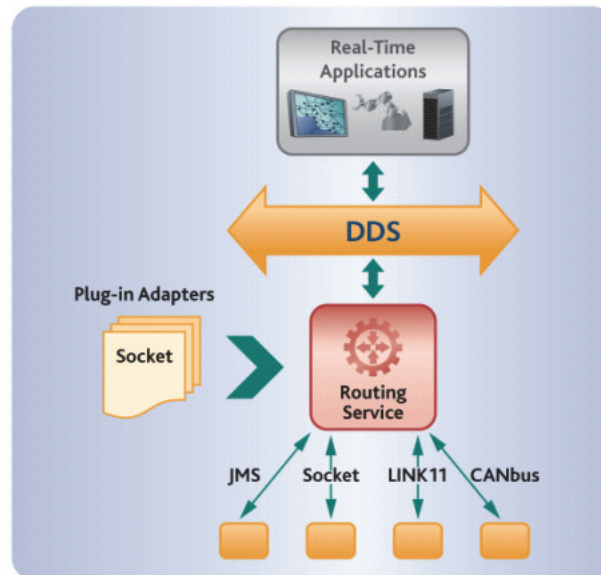 Real-Time
Applications
DDS
Plug-in Adapters
Socket
Routing
Service
JMS
Socket
LINK11
CANbus